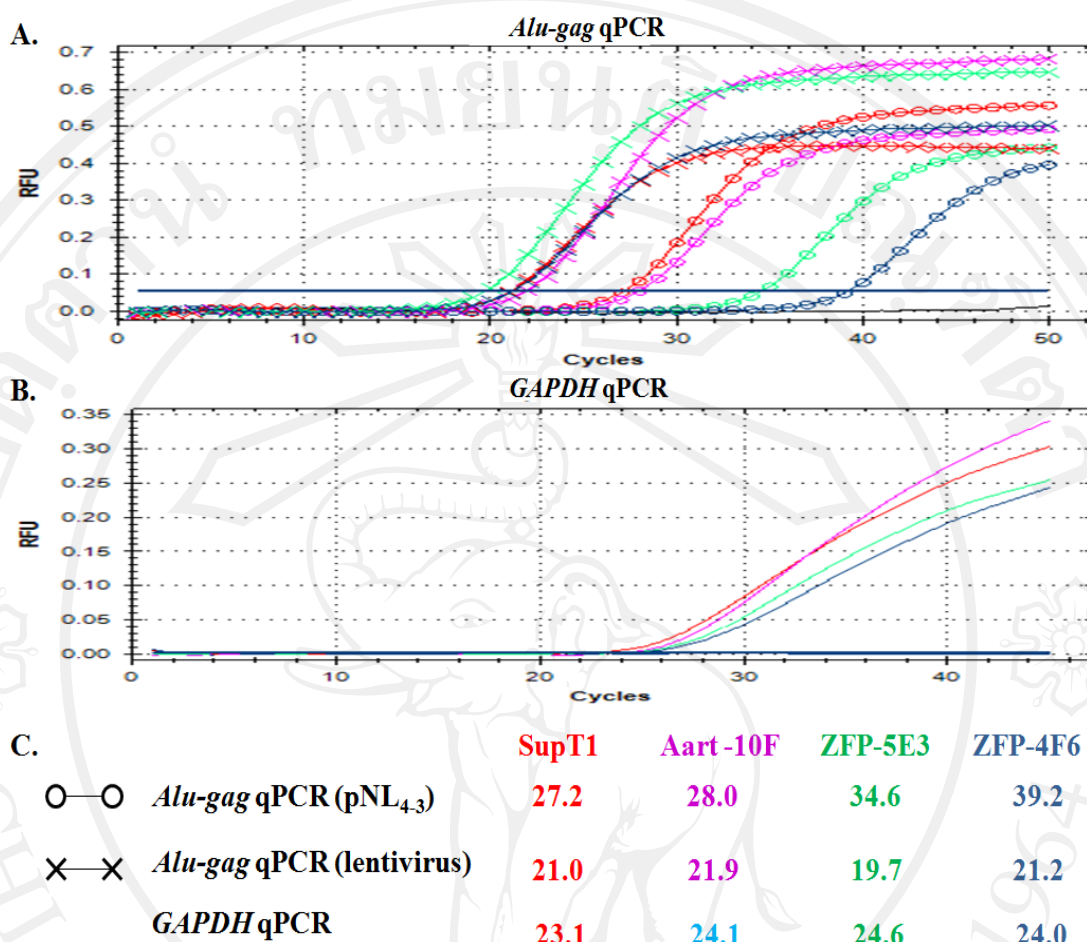 A.
Alu-gag qPCR
0.7
0.6
0.5
0.4
0.3
0.2
0.1
0.0
RFU
0 10 20 30 40 50
Cycles
B.
GAPDH qPCR
0.35
0.30
0.25
0.20
0.15
0.10
0.05
0.00
RFU
0 10 20 30 40
Cycles
C.
SupT1 Aart -10F ZFP-5E3 ZFP-4F6
Alu-gag qPCR (pNL4-3) 27.2 28.0 34.6 39.2
Alu-gag qPCR (lentivirus) 21.0 21.9 19.7 21.2
GAPDH qPCR 23.1 24.1 24.6 24.0